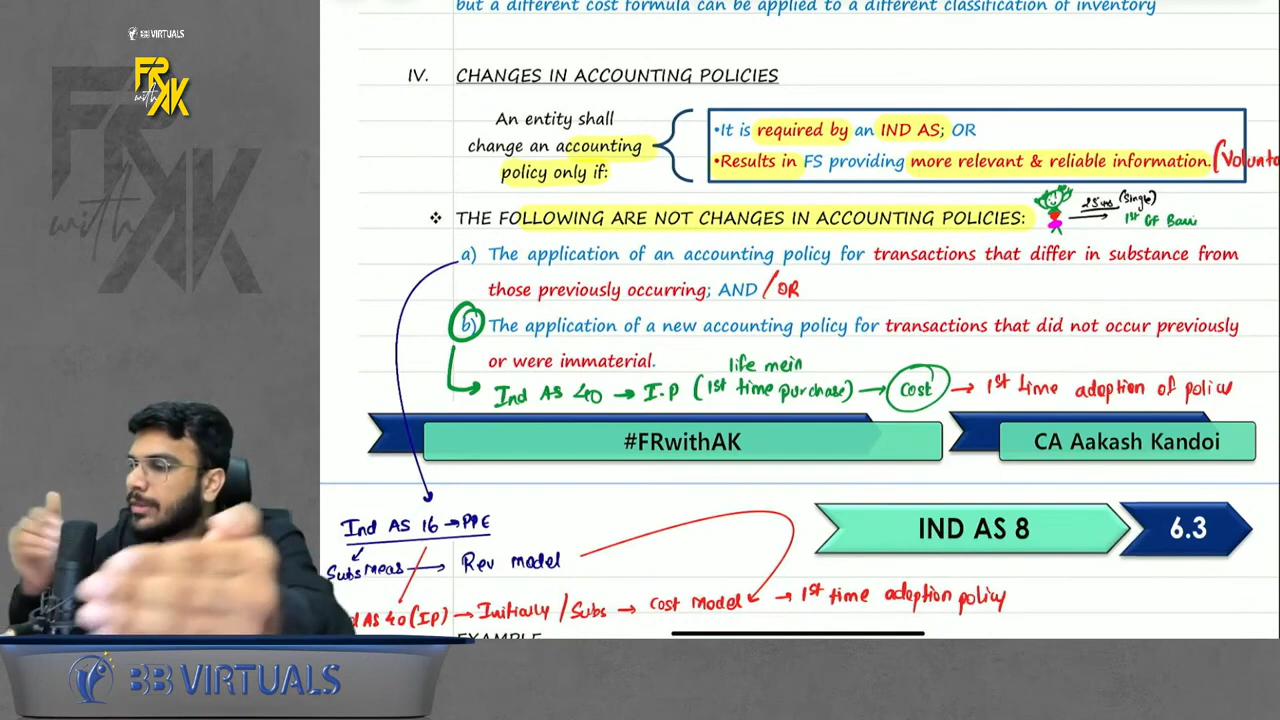 BB VIRTUALS
FR
with
AK
FR
with
AK
but a different cost formula can be applied to a different classification of inventory
IV. CHANGES IN ACCOUNTING POLICIES
An entity shall
change an accounting
policy only if:
•It is required by an IND AS; OR
•Results in FS providing more relevant & reliable information. (Volunta
❖ THE FOLLOWING ARE NOT CHANGES IN ACCOUNTING POLICIES:
25 yrs (Single)
1st GF
a) The application of an accounting policy for transactions that differ in substance from
those previously occurring; AND /OR
b) The application of a new accounting policy for transactions that did not occur previously
or were immaterial.
life mein
Ind AS 40 → I.P (1st time purchase) → Cost → 1st time adoption of policy
#FRwithAK
CA Aakash Kandoi
Ind AS 16 → PPE
IND AS 8
6.3
Subs Meas → Rev model
d AS 40 (IP) → Initially / Subs → Cost Model → 1st time adoption policy
EXAMPLE
BB VIRTUALS